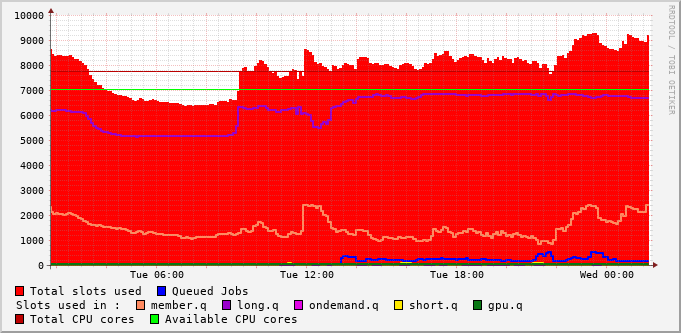 10000
9000
8000
7000
6000
5000
4000
3000
2000
1000
0
Tue 06:00 Tue 12:00 Tue 18:00 Wed 00:00
Total slots used Queued Jobs
Slots used in : member.q long.q ondemand.q short.q gpu.q
Total CPU cores Available CPU cores
RRDTOOL / TOBI OETIKER